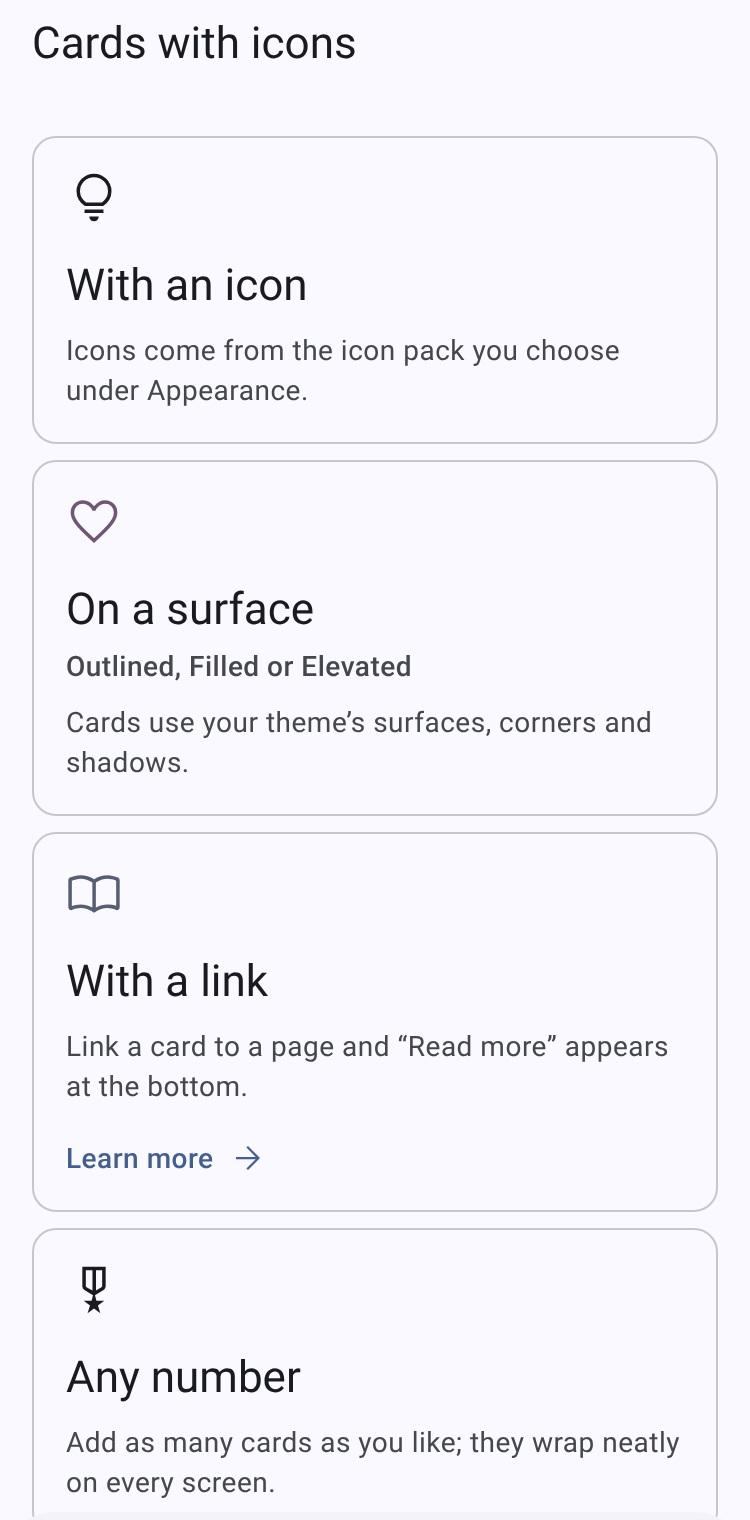 Cards with icons
With an icon
Icons come from the icon pack you choose
under Appearance.
On a surface
Outlined, Filled or Elevated
Cards use your theme’s surfaces, corners and
shadows.
With a link
Link a card to a page and “Read more” appears
at the bottom.
Learn more
Any number
Add as many cards as you like; they wrap neatly
on every screen.